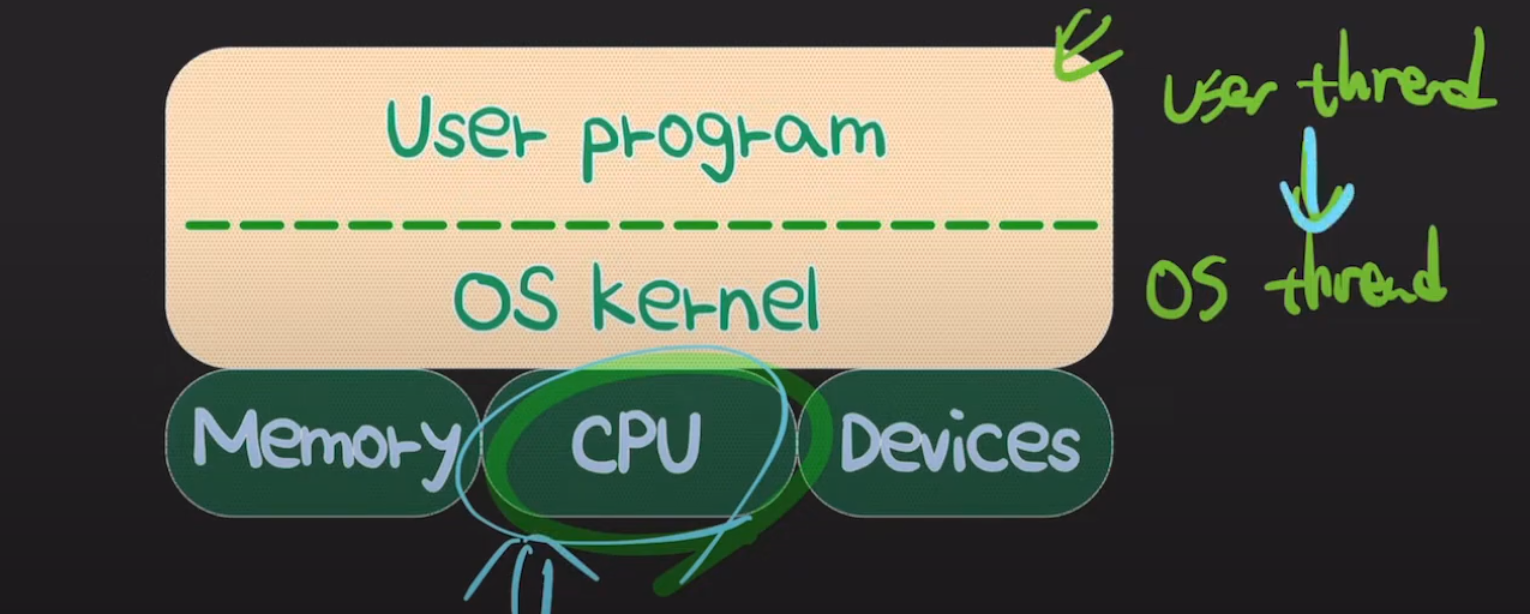 User program
OS kernel
Memory
CPU
Devices
User thread
OS thread